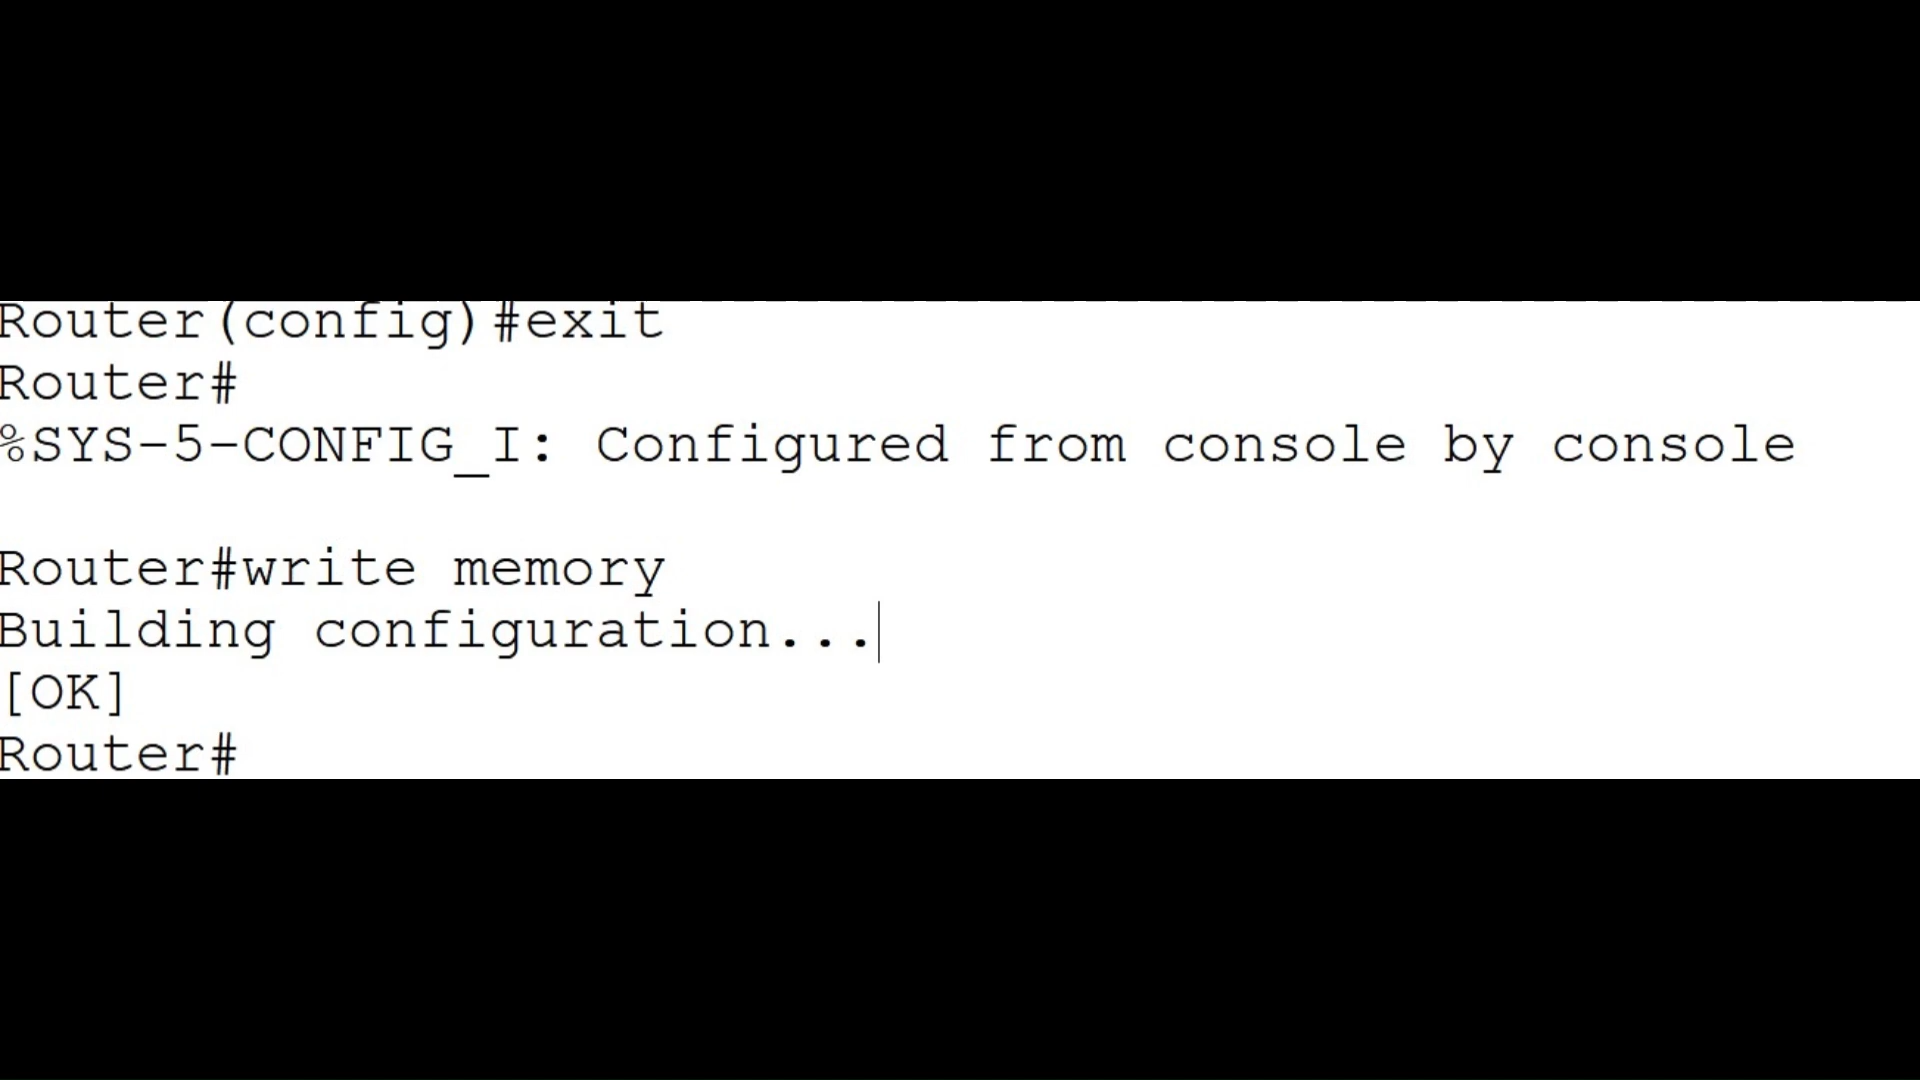 Router(config)#exit
Router#
%SYS-5-CONFIG_I: Configured from console by console
Router#write memory
Building configuration...
[OK]
Router#